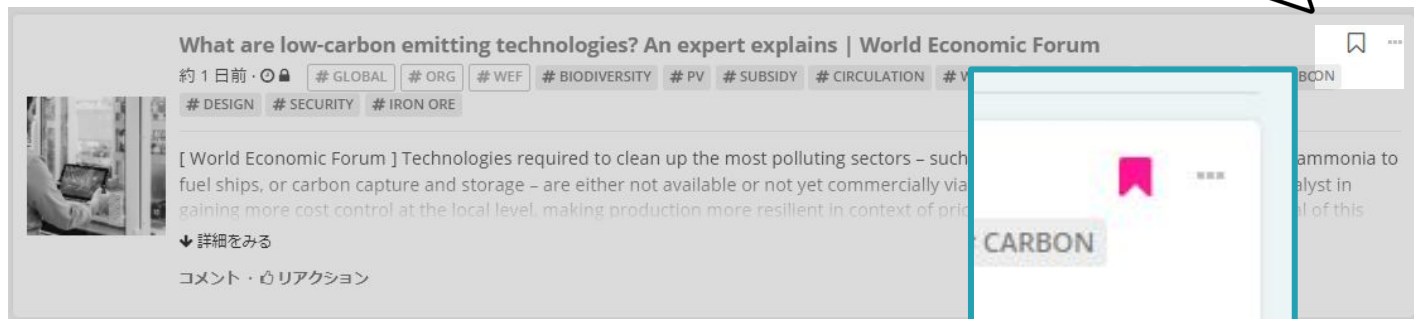 What are low-carbon emitting technologies? An expert explains | World Economic Forum
約 1 日前 · # GLOBAL # ORG # WEF # BIODIVERSITY # PV # SUBSIDY # CIRCULATION # W BON
# DESIGN # SECURITY # IRON ORE
[ World Economic Forum ] Technologies required to clean up the most polluting sectors – such ammonia to
fuel ships, or carbon capture and storage – are either not available or not yet commercially via alyst in
gaining more cost control at the local level, making production more resilient in context of pric al of this
詳細をみる
コメント · リアクション
CARBON